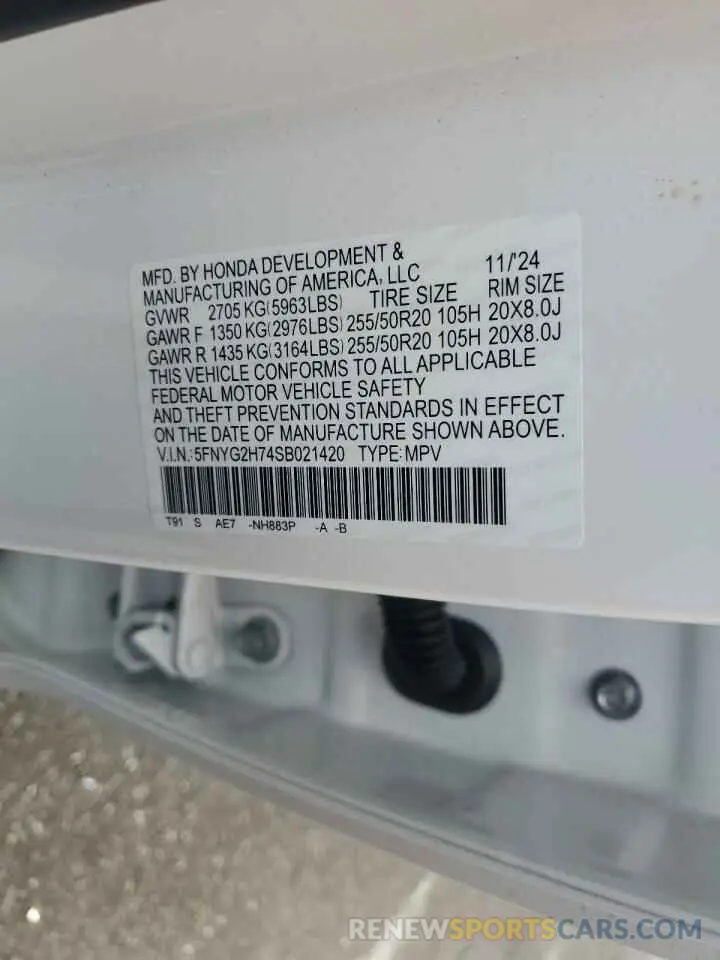 MFD. BY HONDA DEVELOPMENT & 11/'24
MANUFACTURING OF AMERICA, LLC
GVWR 2705 KG(5963LBS) TIRE SIZE RIM SIZE
GAWR F 1350 KG(2976LBS) 255/50R20 105H 20X8.0J
GAWR R 1435 KG(3164LBS) 255/50R20 105H 20X8.0J
THIS VEHICLE CONFORMS TO ALL APPLICABLE
FEDERAL MOTOR VEHICLE SAFETY
AND THEFT PREVENTION STANDARDS IN EFFECT
ON THE DATE OF MANUFACTURE SHOWN ABOVE.
V.I.N.:5FNYG2H74SB021420 TYPE:MPV
T91 S AE7 -NH883P -A -B
RENEWSPORTSCARS.COM